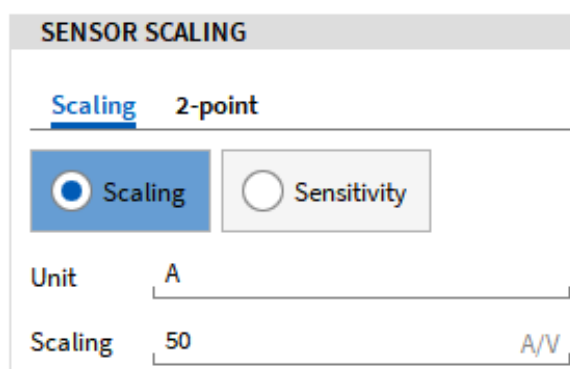 SENSOR SCALING
Scaling 2-point
Scaling Sensitivity
Unit A
Scaling 50 A/V